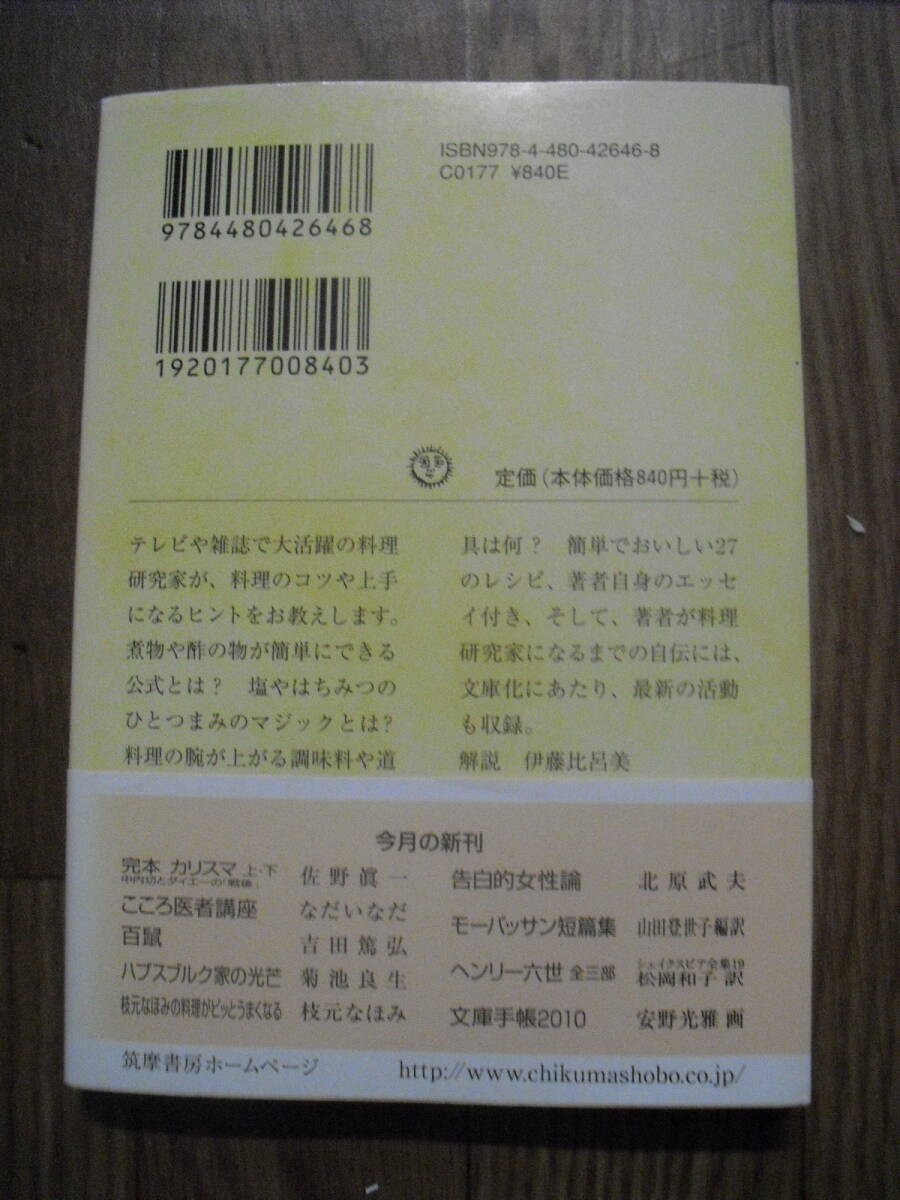 ISBN978-4-480-42646-8
C0177 ¥840E
9784480426468
1920177008403
定価(本体価格840円+税)
テレビや雑誌で大活躍の料理
研究家が、料理のコツや上手
になるヒントをお教えします。
煮物や酢の物が簡単にできる
公式とは? 塩やはちみつの
ひとつまみのマジックとは?
料理の腕が上がる調味料や道
具は何? 簡単でおいしい27
のレシピ、著者自身のエッセ
イ付き、そして、著者が料理
研究家になるまでの自伝には、
文庫化にあたり、最新の活動
も収録。
解説 伊藤比呂美
今月の新刊
完本 カリスマ 上・下
中内㓛とダイエーの「戦後」
佐野眞一
こころ医者講座 なだいなだ
百鼠 吉田篤弘
ハプスブルク家の光芒 菊池良生
枝元なほみの料理がピッとうまくなる 枝元なほみ
告白的女性論 北原武夫
モーパッサン短篇集 山田登世子編訳
ヘンリー六世 全三部
シェイクスピア全集19
松岡和子 訳
文庫手帳2010 安野光雅 画
筑摩書房ホームページ http://www.chikumashobo.co.jp/